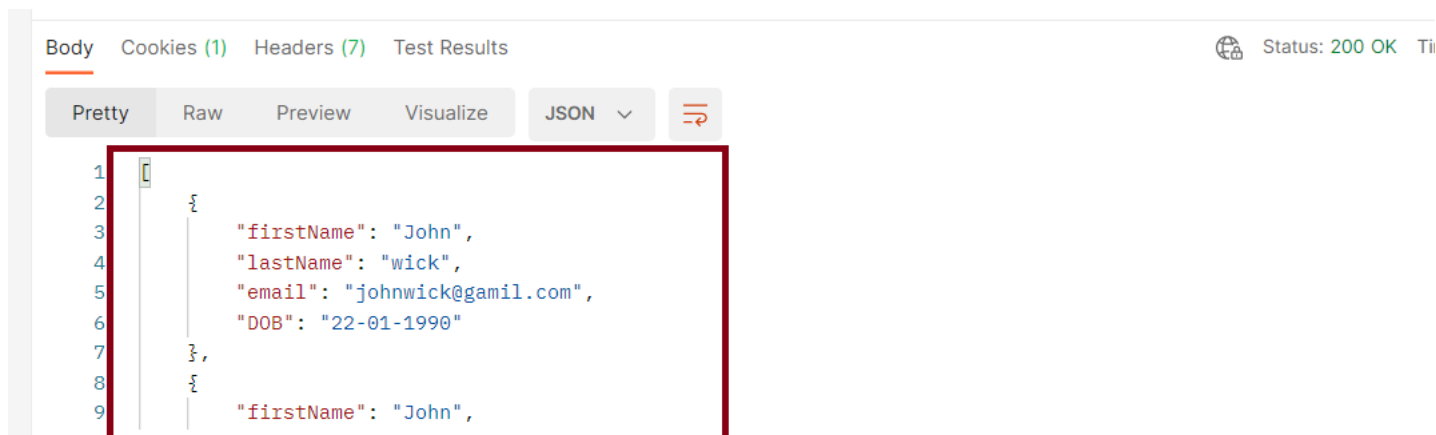 Body Cookies (1) Headers (7) Test Results Status: 200 OK
Pretty Raw Preview Visualize JSON
1 [
2 {
3 "firstName": "John",
4 "lastName": "wick",
5 "email": "johnwick@gamil.com",
6 "DOB": "22-01-1990"
7 },
8 {
9 "firstName": "John",